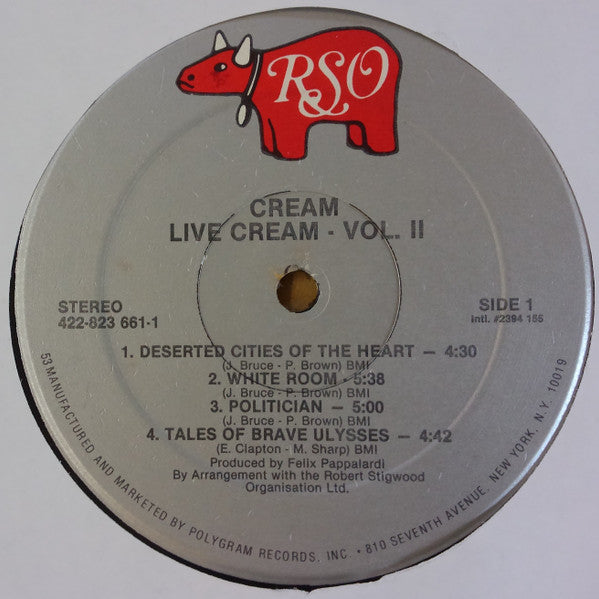 RSO
CREAM
LIVE CREAM - VOL. II
STEREO
422-823 661-1
SIDE 1
Intl. #2394 155
1. DESERTED CITIES OF THE HEART — 4:30
(J. Bruce - P. Brown) BMI
2. WHITE ROOM - 5:38
(J. Bruce - P. Brown) BMI
3. POLITICIAN — 5:00
(J. Bruce - P. Brown) BMI
4. TALES OF BRAVE ULYSSES — 4:42
(E. Clapton - M. Sharp) BMI
Produced by Felix Pappalardi
By Arrangement with the Robert Stigwood
Organisation Ltd.
53 MANUFACTURED AND MARKETED BY POLYGRAM RECORDS, INC • 810 SEVENTH AVENUE, NEW YORK, N.Y. 10019